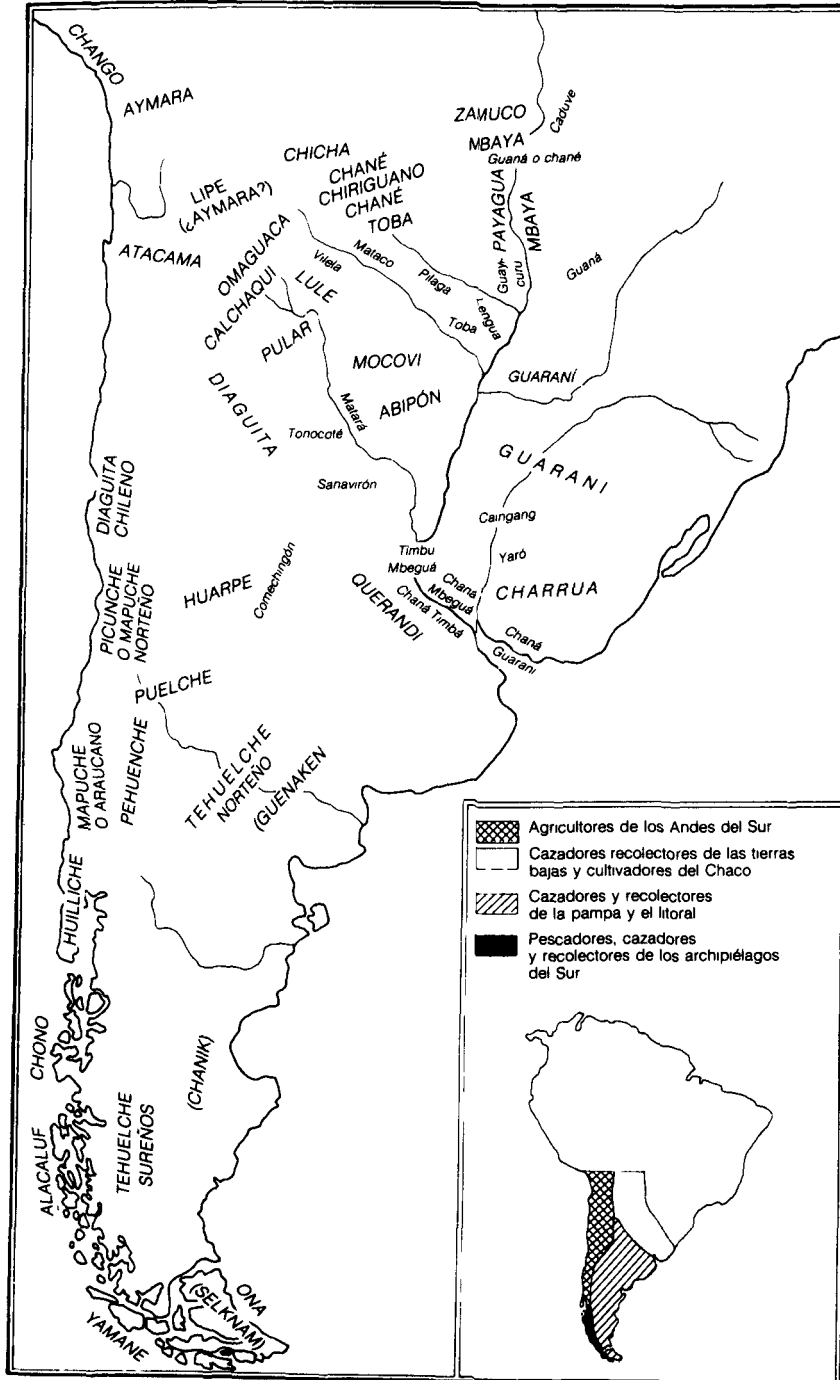 CHANGO
AYMARA
ZAMUCO
Caduve
MBAYA
Guaná o chané
CHICHA
CHANÉ
CHIRIGUANO
CHANÉ
TOBA
LIPE
(¿AYMARA?)
PAYAGUA
MBAYA
Guay-
curu
Guaná
ATACAMA
OMAGUACA
CALCHAQUI
Vilela
Mataco
Pilaga
Lengua
Toba
LULE
PULAR
MOCOVI
GUARANÍ
DIAGUITA
Matará
ABIPÓN
Tonocoté
GUARANI
Sanavirón
DIAGUITA
CHILENO
Caingang
Timbu
Mbeguá
Yaró
Chaná
Mbeguá
Chaná Timbá
CHARRUA
HUARPE
Comechingón
QUERANDI
PICUNCHE
O MAPUCHE
NORTEÑO
Chaná
Guarani
PUELCHE
MAPUCHE
O ARAUCANO
PEHUENCHE
TEHUELCHE
NORTEÑO
(GUENAKEN)
HUILLICHE
CHONO
(CHANIK)
ALACALUF
TEHUELCHE
SUREÑOS
ONA
(SELKNAM)
YAMANE
Agricultores de los Andes del Sur
Cazadores recolectores de las tierras
bajas y cultivadores del Chaco
Cazadores y recolectores
de la pampa y el litoral
Pescadores, cazadores
y recolectores de los archipiélagos
del Sur